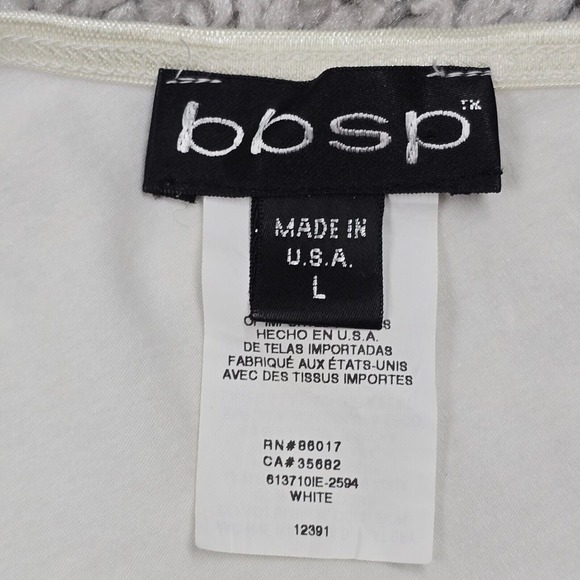 bbsp™
MADE IN
U.S.A.
L
HECHO EN U.S.A.
DE TELAS IMPORTADAS
FABRIQUÉ AUX ÉTATS-UNIS
AVEC DES TISSUS IMPORTES
RN#86017
CA#35682
613710IE-2594
WHITE
12391